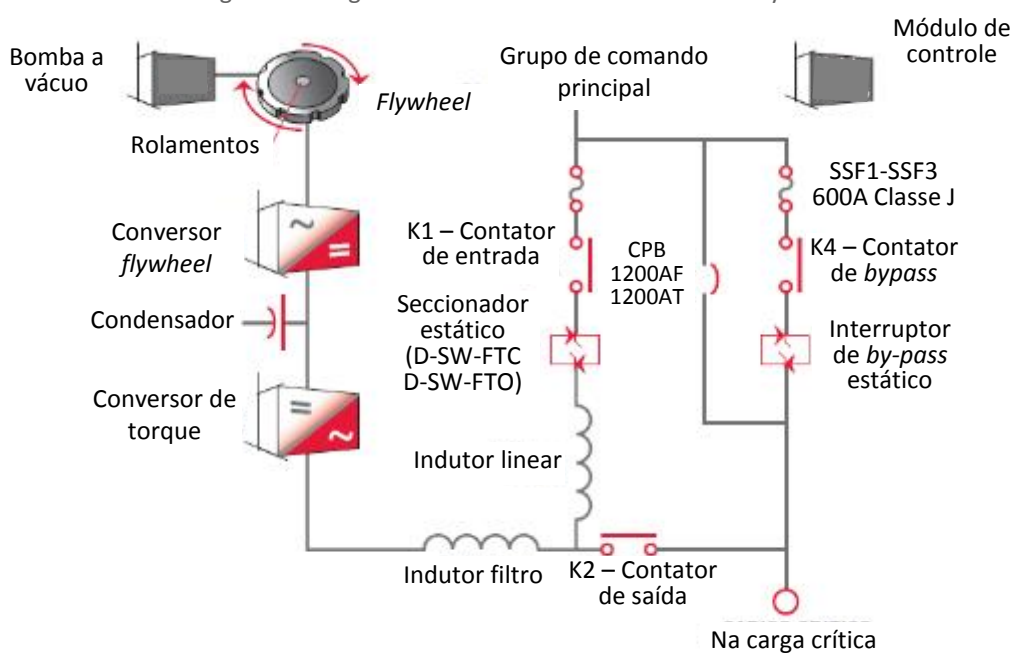 Bomba a
vácuo
Flywheel
Rolamentos
Grupo de comando
principal
Módulo de
controle
Conversor
flywheel
K1 – Contator
de entrada
CPB
1200AF
1200AT
SSF1-SSF3
600A Classe J
K4 – Contator
de bypass
Condensador
Seccionador
estático
(D-SW-FTC
D-SW-FTO)
Interruptor
de by-pass
estático
Conversor de
torque
Indutor linear
Indutor filtro
K2 – Contator
de saída
Na carga crítica